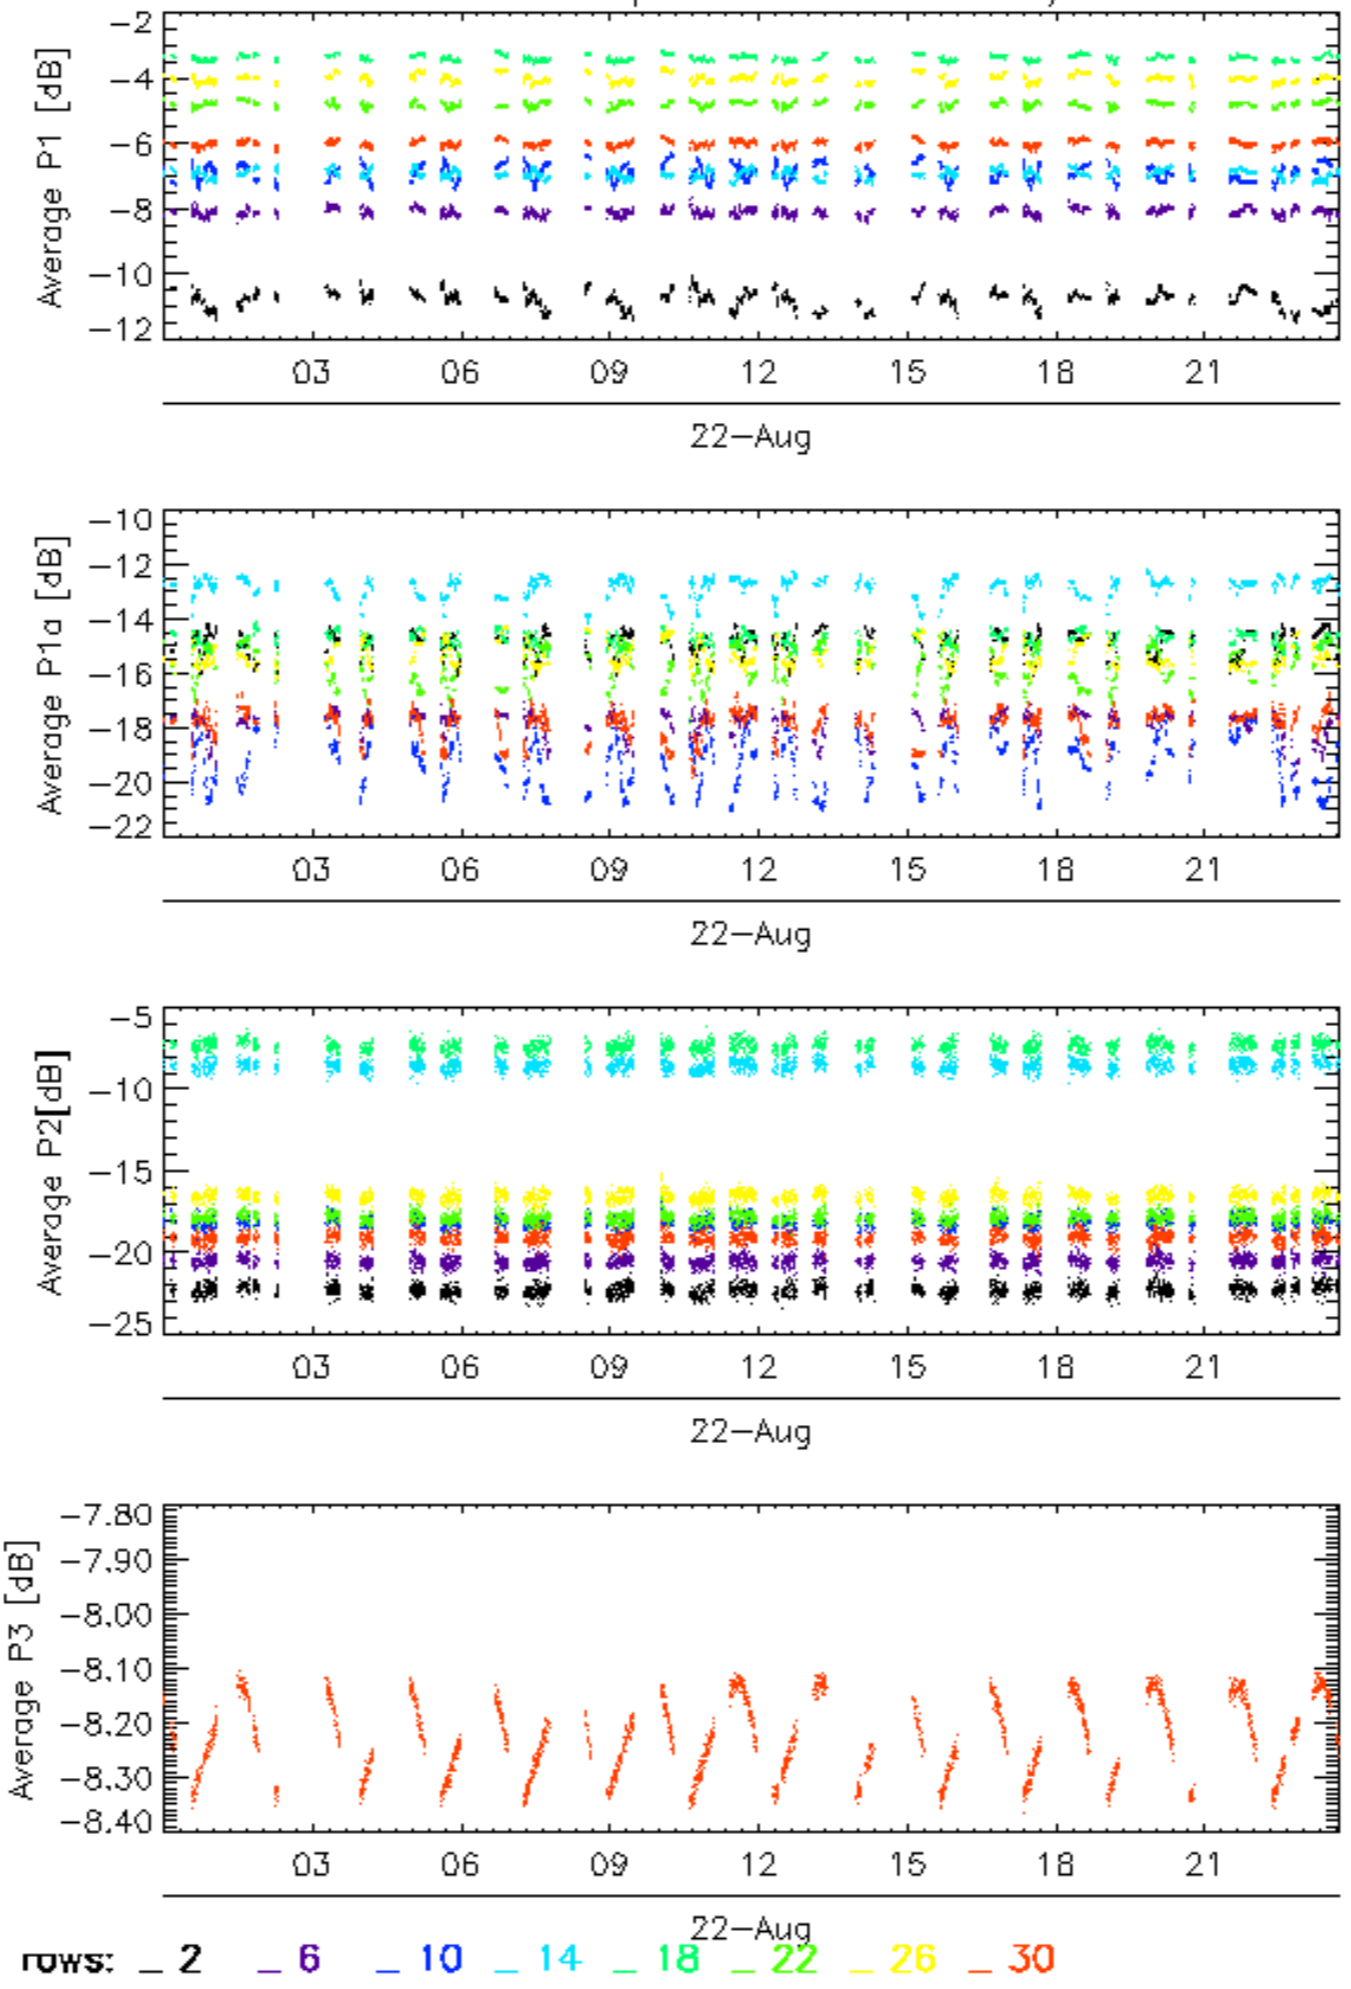 Average P1 [dB]
-2
-4
-6
-8
-10
-12
03 06 09 12 15 18 21
22-Aug
Average P1a [dB]
-10
-12
-14
-16
-18
-20
-22
03 06 09 12 15 18 21
22-Aug
Average P2[dB]
-5
-10
-15
-20
-25
03 06 09 12 15 18 21
22-Aug
Average P3 [dB]
-7.80
-7.90
-8.00
-8.10
-8.20
-8.30
-8.40
03 06 09 12 15 18 21
22-Aug
rows: _ 2 _ 6 _ 10 _ 14 _ 18 _ 22 _ 26 _ 30